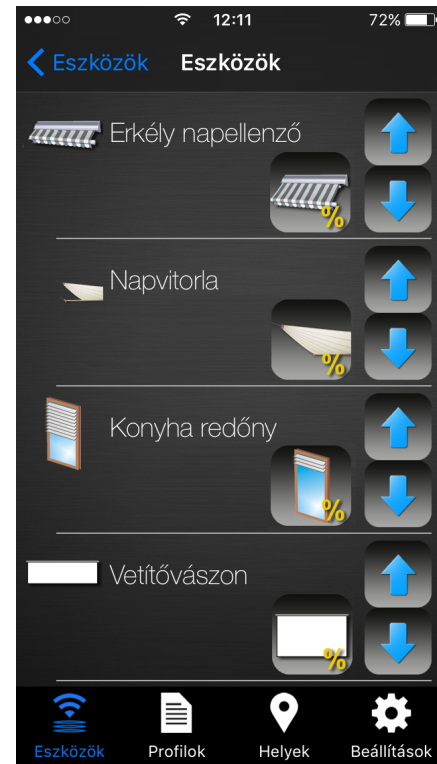 12:11
72%
Eszközök
Eszközök
Erkély napellenző
%
Napvitorla
%
Konyha redőny
%
Vetítővászon
%
Eszközök
Profilok
Helyek
Beállítások